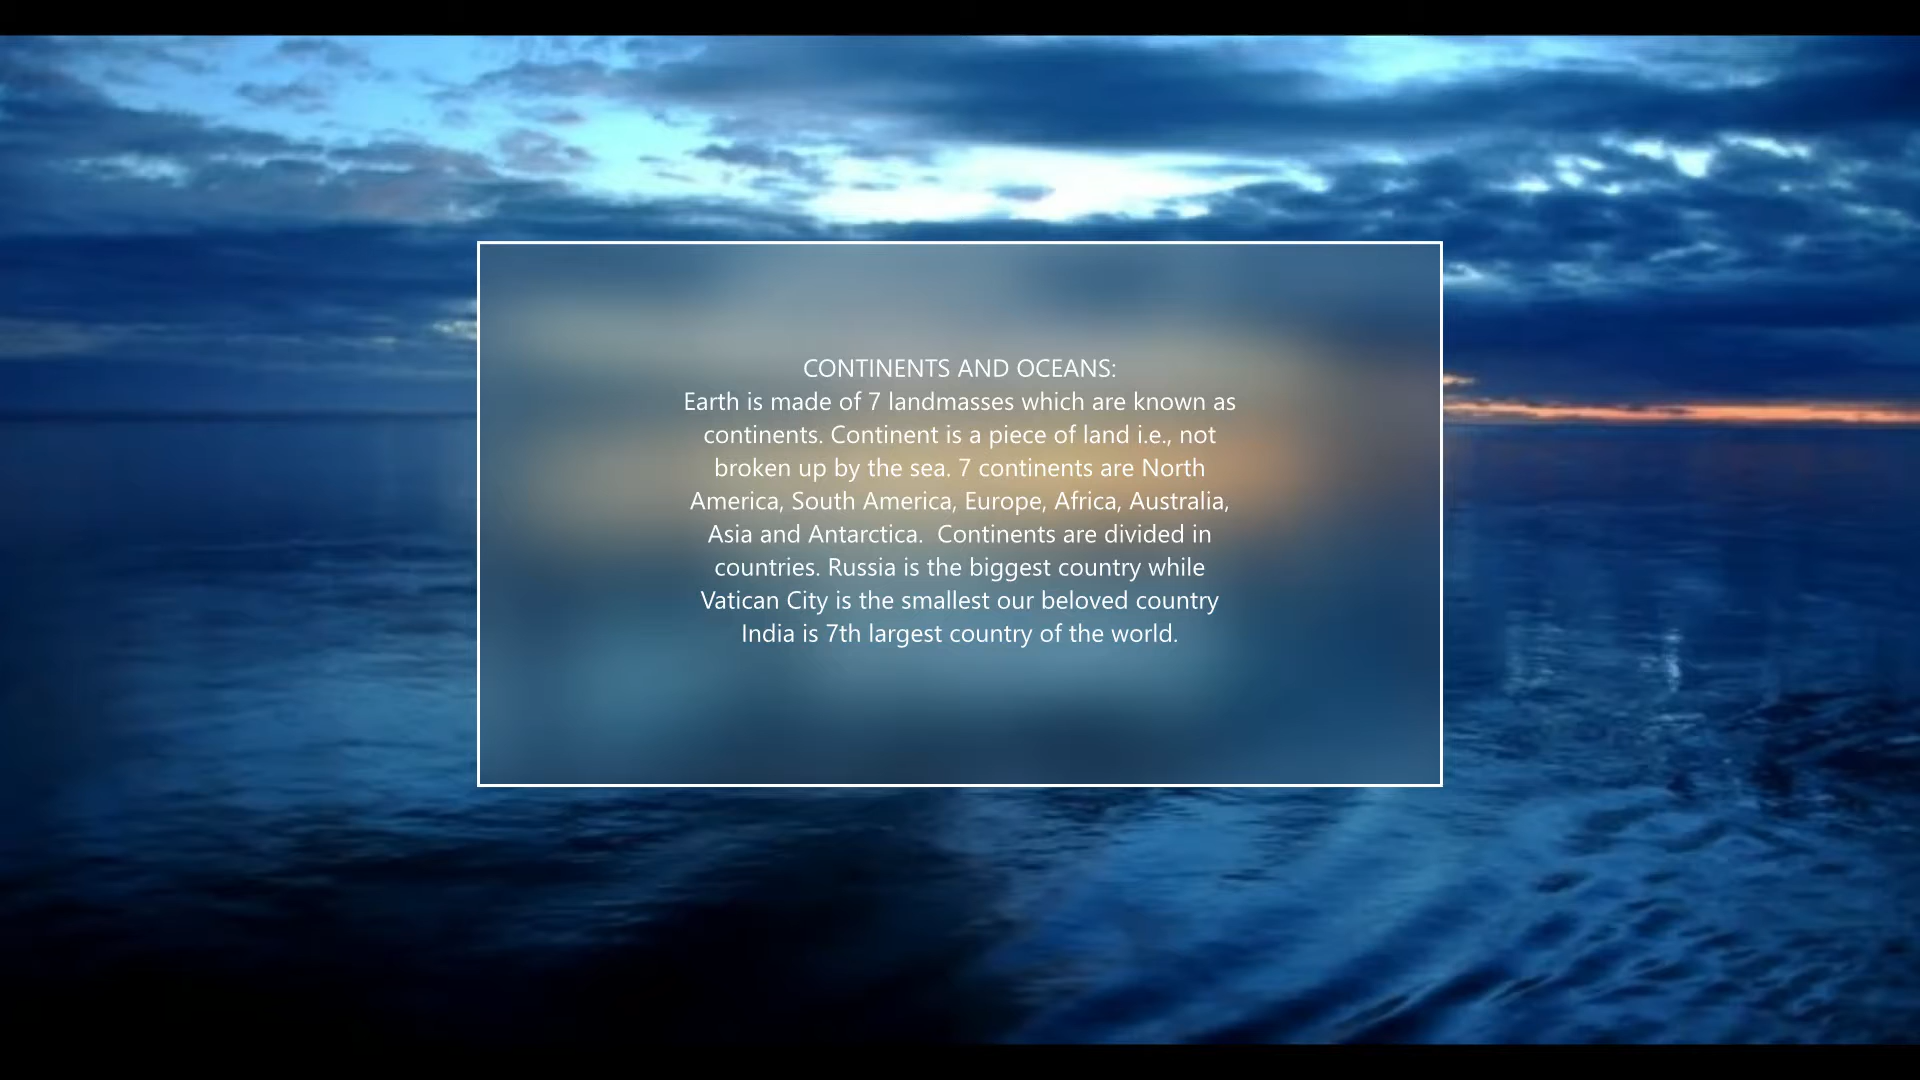 CONTINENTS AND OCEANS:
Earth is made of 7 landmasses which are known as
continents. Continent is a piece of land i.e., not
broken up by the sea. 7 continents are North
America, South America, Europe, Africa, Australia,
Asia and Antarctica.  Continents are divided in
countries. Russia is the biggest country while
Vatican City is the smallest our beloved country
India is 7th largest country of the world.